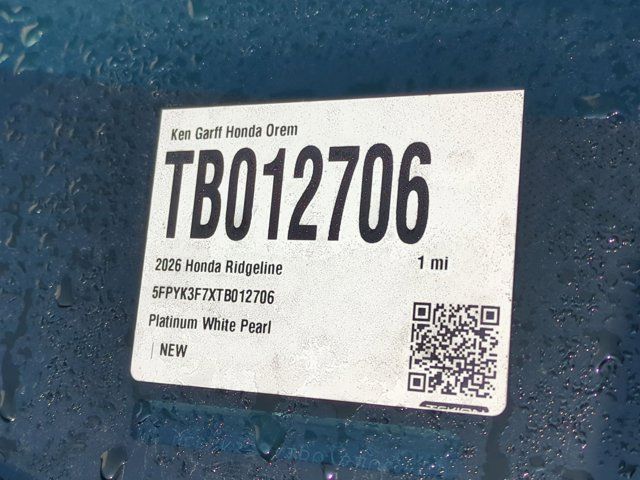 Ken Garff Honda Orem
TB012706
2026 Honda Ridgeline 1 mi
5FPYK3F7XTB012706
Platinum White Pearl
| NEW